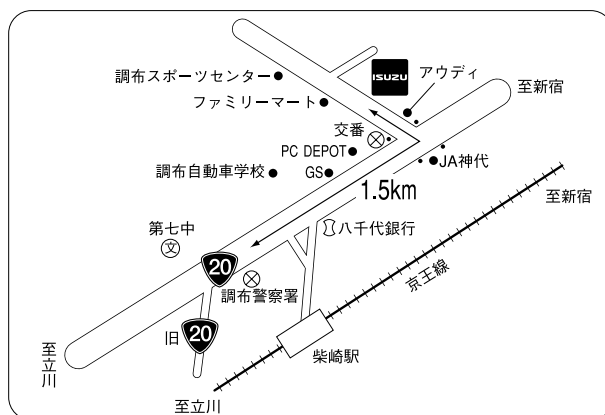 ISUZU
アウディ
調布スポーツセンター
至新宿
ファミリーマート
交番
PC DEPOT
JA神代
調布自動車学校
GS
1.5km
至新宿
第七中
文
八千代銀行
20
京王線
調布警察署
旧
20
至立川
柴崎駅
至立川